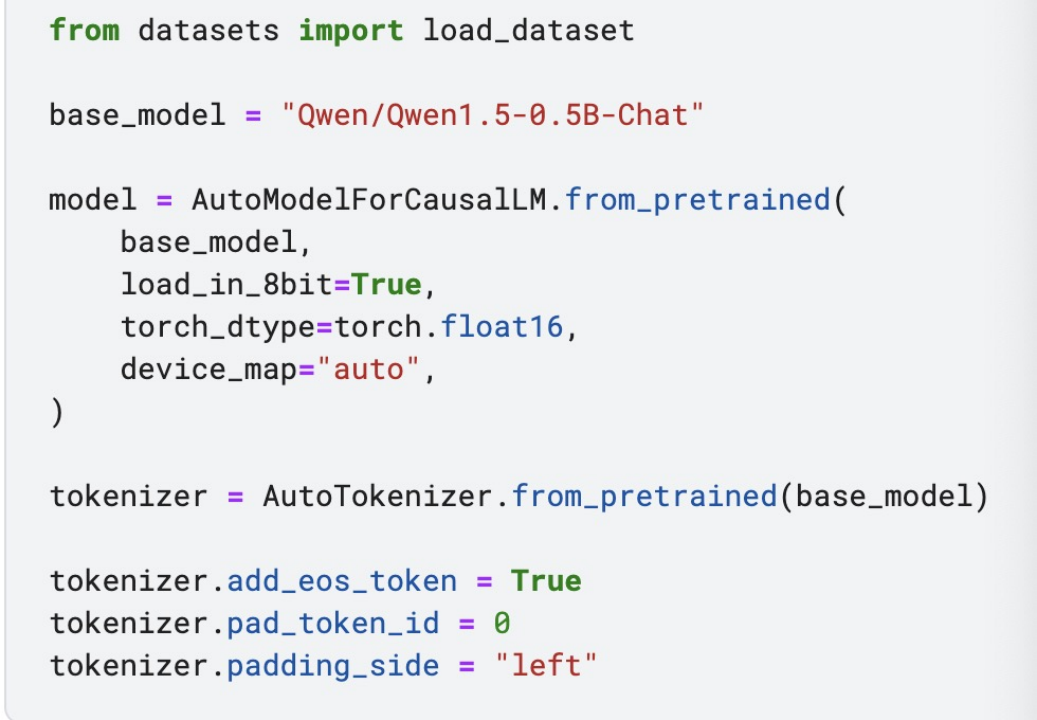 from datasets import load_dataset
base_model = "Qwen/Qwen1.5-0.5B-Chat"
model = AutoModelForCausalLM.from_pretrained(
    base_model,
    load_in_8bit=True,
    torch_dtype=torch.float16,
    device_map="auto",
)
tokenizer = AutoTokenizer.from_pretrained(base_model)
tokenizer.add_eos_token = True
tokenizer.pad_token_id = 0
tokenizer.padding_side = "left"